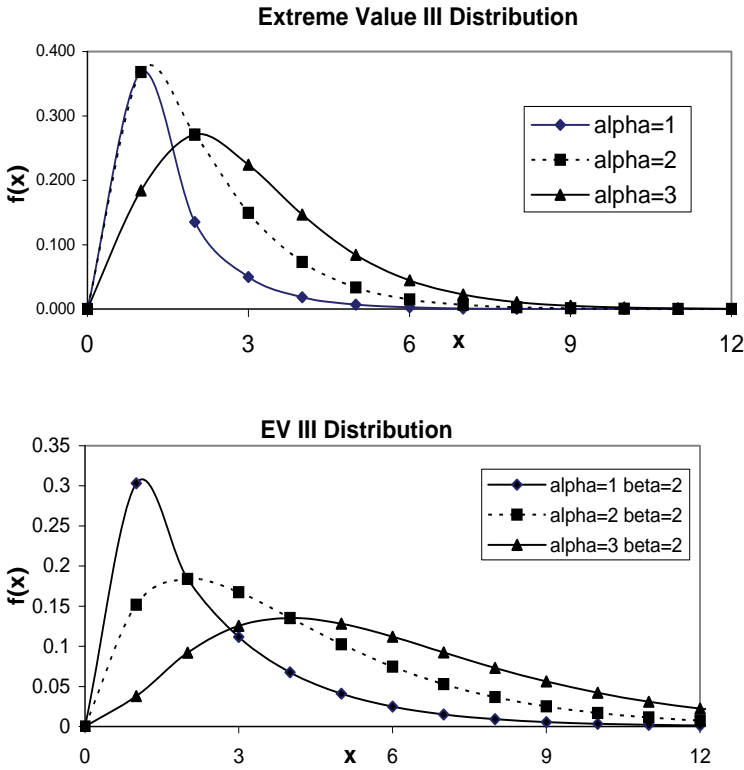 Extreme Value III Distribution
0.400
0.300
0.200
0.100
0.000
f(x)
alpha=1
alpha=2
alpha=3
0 3 6 9 12
x
EV III Distribution
0.35
0.3
0.25
0.2
0.15
0.1
0.05
0
f(x)
alpha=1 beta=2
alpha=2 beta=2
alpha=3 beta=2
0 3 6 9 12
x